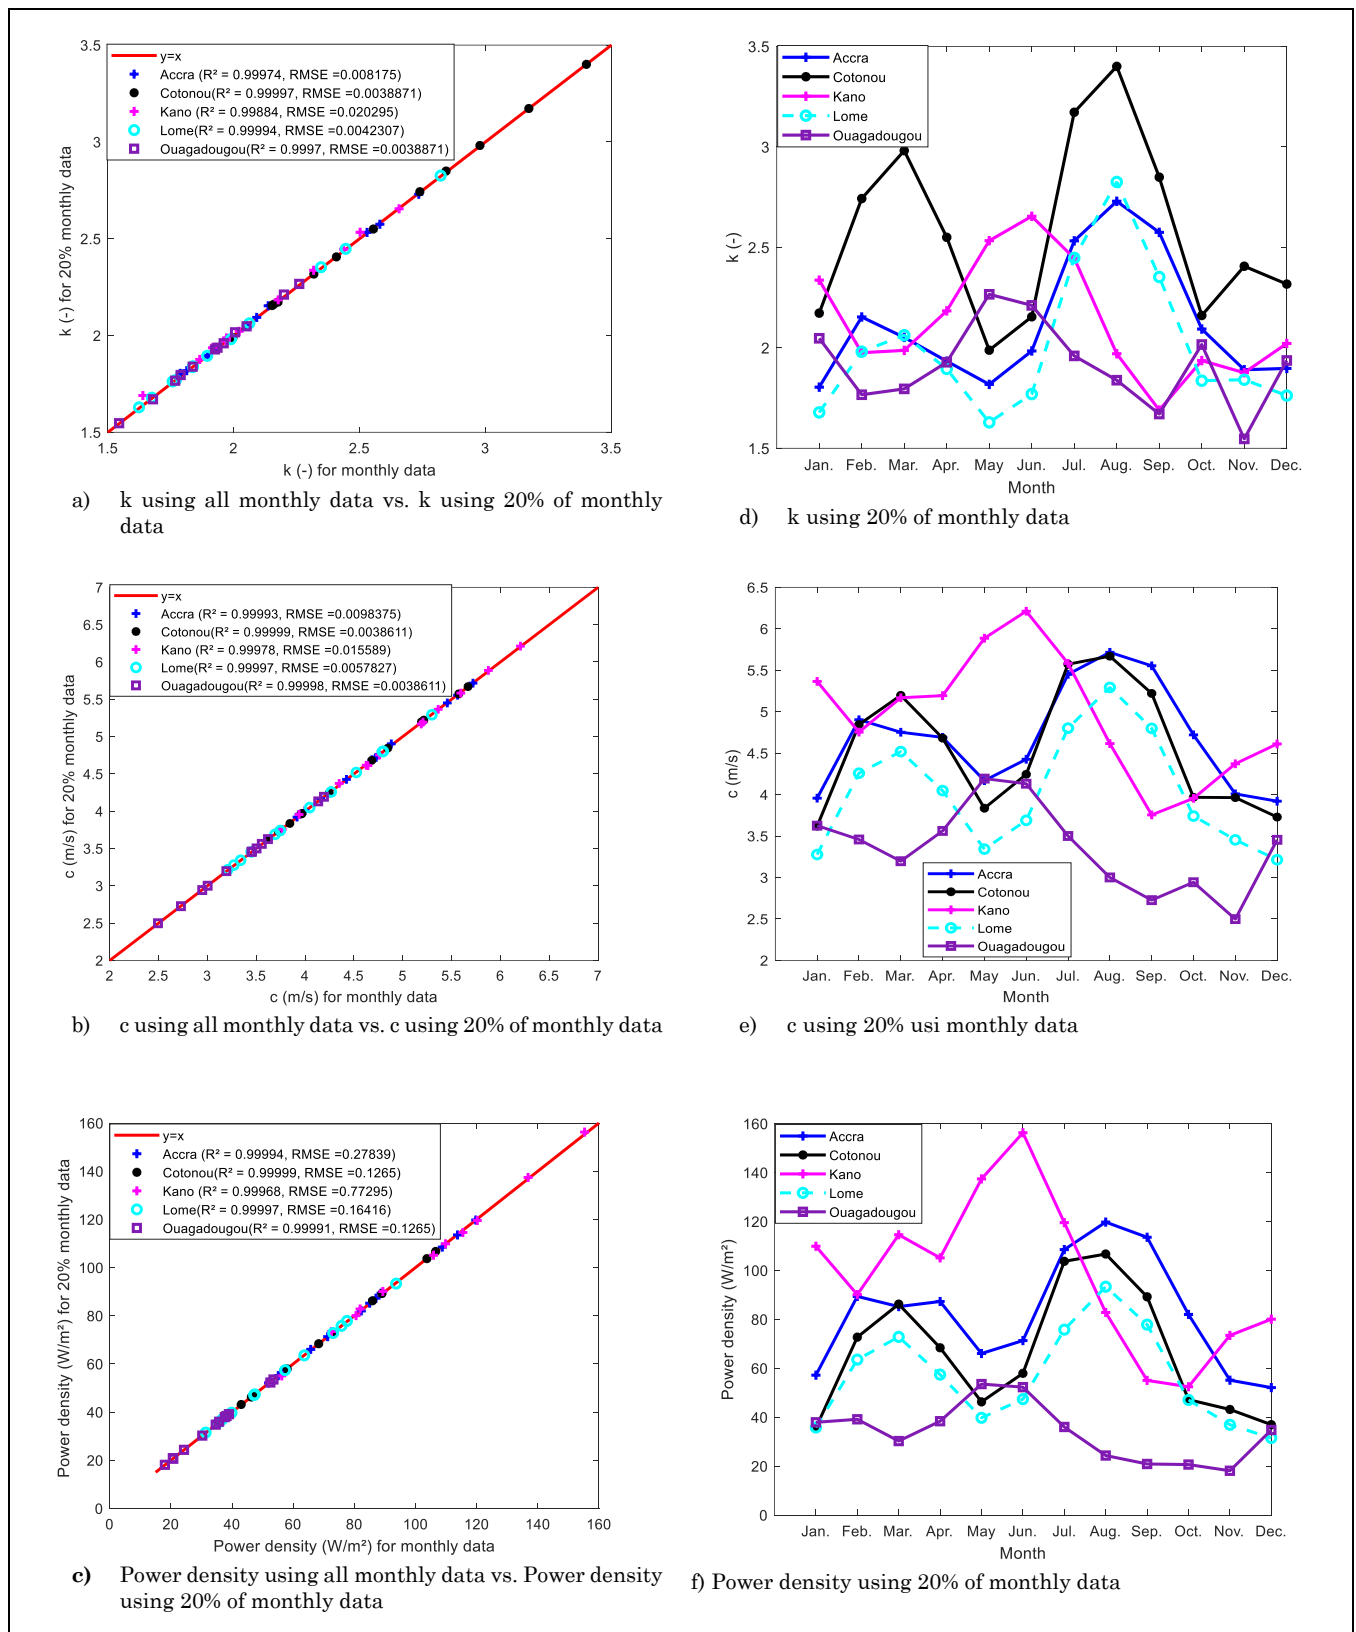 3.5
3
2.5
2
1.5
1.5
2
2.5
3
3.5
k (-) for 20% monthly data
k (-) for monthly data
y=x
Accra (R² = 0.99974, RMSE =0.008175)
Cotonou(R² = 0.99997, RMSE =0.0038871)
Kano (R² = 0.99884, RMSE =0.020295)
Lome(R² = 0.99994, RMSE =0.0042307)
Ouagadougou(R² = 0.9997, RMSE =0.0038871)
a) k using all monthly data vs. k using 20% of monthly
data
3.5
3
2.5
2
1.5
k (-)
Accra
Cotonou
Kano
Lome
Ouagadougou
Jan. Feb. Mar. Apr. May Jun. Jul. Aug. Sep. Oct. Nov. Dec.
Month
d) k using 20% of monthly data
7
6.5
6
5.5
5
4.5
4
3.5
3
2.5
2
2 2.5 3 3.5 4 4.5 5 5.5 6 6.5 7
c (m/s) for 20% monthly data
c (m/s) for monthly data
y=x
Accra (R² = 0.99993, RMSE =0.0098375)
Cotonou(R² = 0.99999, RMSE =0.0038611)
Kano (R² = 0.99978, RMSE =0.015589)
Lome(R² = 0.99997, RMSE =0.0057827)
Ouagadougou(R² = 0.99998, RMSE =0.0038611)
b) c using all monthly data vs. c using 20% of monthly data
6.5
6
5.5
5
4.5
4
3.5
3
2.5
2
c (m/s)
Accra
Cotonou
Kano
Lome
Ouagadougou
Jan. Feb. Mar. Apr. May Jun. Jul. Aug. Sep. Oct. Nov. Dec.
Month
e) c using 20% usi monthly data
160
140
120
100
80
60
40
20
0
0 20 40 60 80 100 120 140 160
Power density (W/m²) for 20% monthly data
Power density (W/m²) for monthly data
y=x
Accra (R² = 0.99994, RMSE =0.27839)
Cotonou(R² = 0.99999, RMSE =0.1265)
Kano (R² = 0.99968, RMSE =0.77295)
Lome(R² = 0.99997, RMSE =0.16416)
Ouagadougou(R² = 0.99991, RMSE =0.1265)
c) Power density using all monthly data vs. Power density
using 20% of monthly data
160
140
120
100
80
60
40
20
0
Power density (W/m²)
Accra
Cotonou
Kano
Lome
Ouagadougou
Jan. Feb. Mar. Apr. May Jun. Jul. Aug. Sep. Oct. Nov. Dec.
Month
f) Power density using 20% of monthly data